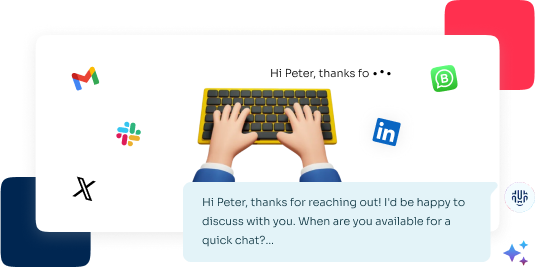 Hi Peter, thanks fo
Hi Peter, thanks for reaching out! I'd be happy to
discuss with you. When are you available for a
quick chat?...